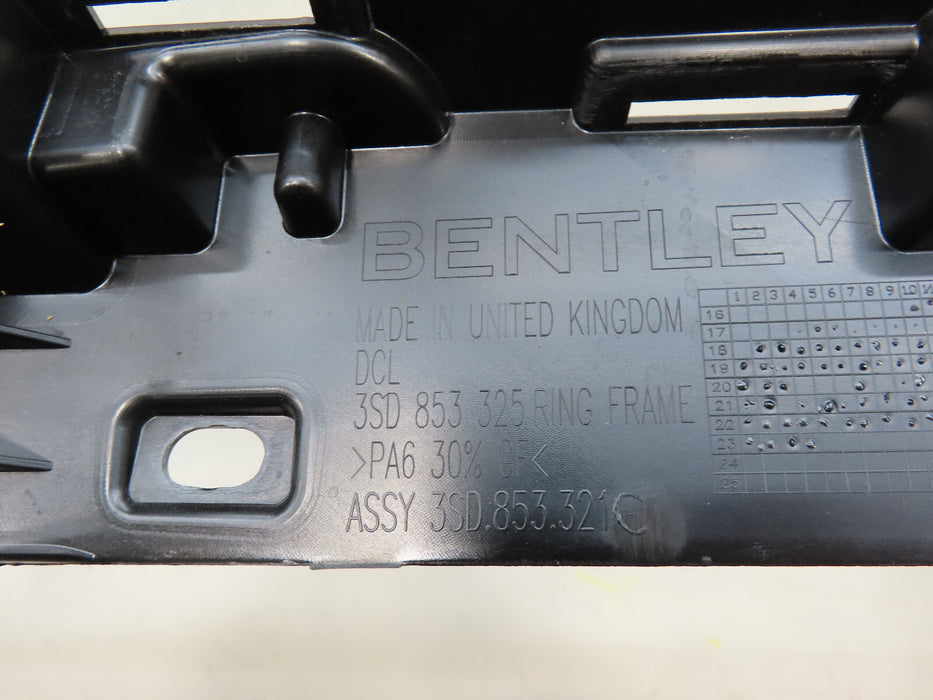 BENTLEY
MADE IN UNITED KINGDOM
DCL
3SD 853 325 RING FRAME
>PA6 30% GF<
ASSY 3SD.853.321
1 2 3 4 5 6 7 8 9 10
16
17
18
19
20
21
22
23
24
25